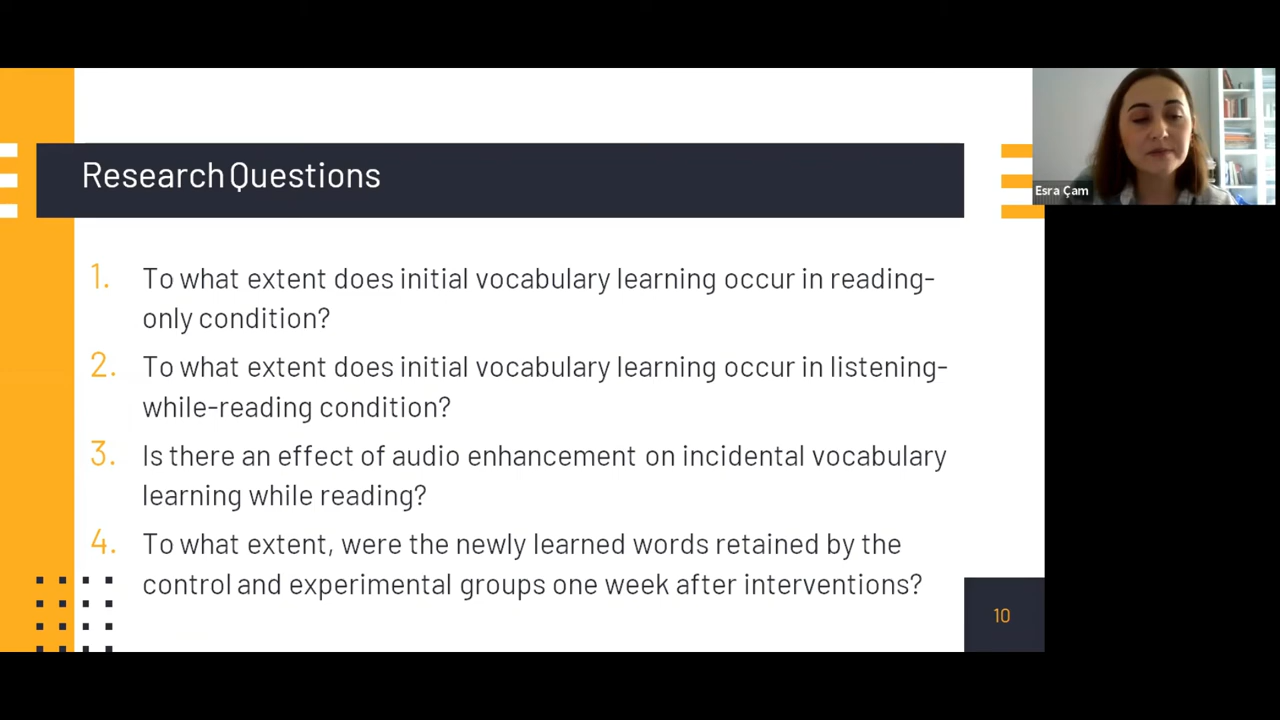 Research Questions
Esra Çam
1. To what extent does initial vocabulary learning occur in reading-
only condition?
2. To what extent does initial vocabulary learning occur in listening-
while-reading condition?
3. Is there an effect of audio enhancement on incidental vocabulary
learning while reading?
4. To what extent, were the newly learned words retained by the
control and experimental groups one week after interventions?
10